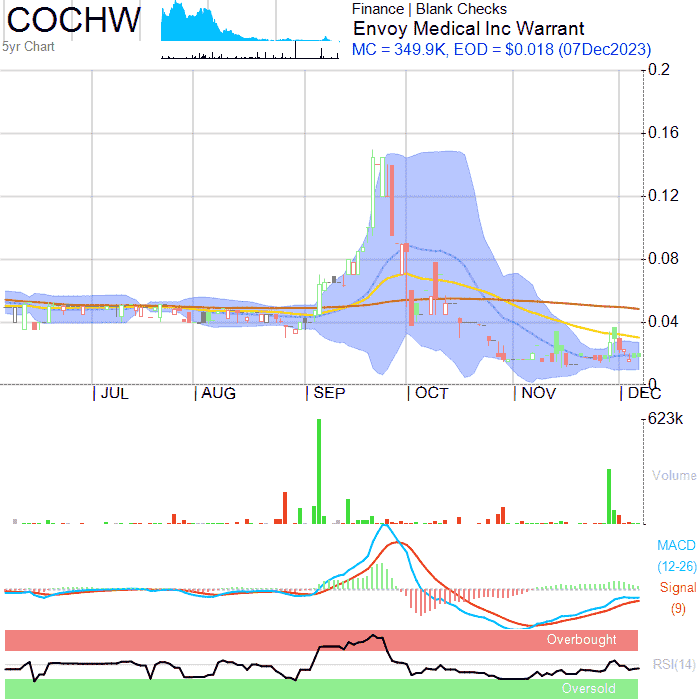 COCHW
5yr Chart
Finance | Blank Checks
Envoy Medical Inc Warrant
MC = 349.9K, EOD = $0.018 (07Dec2023)
0.2
0.16
0.12
0.08
0.04
0
JUL
AUG
SEP
OCT
NOV
DEC
623k
Volume
MACD
(12-26)
Signal
(9)
Overbought
RSI(14)
Oversold